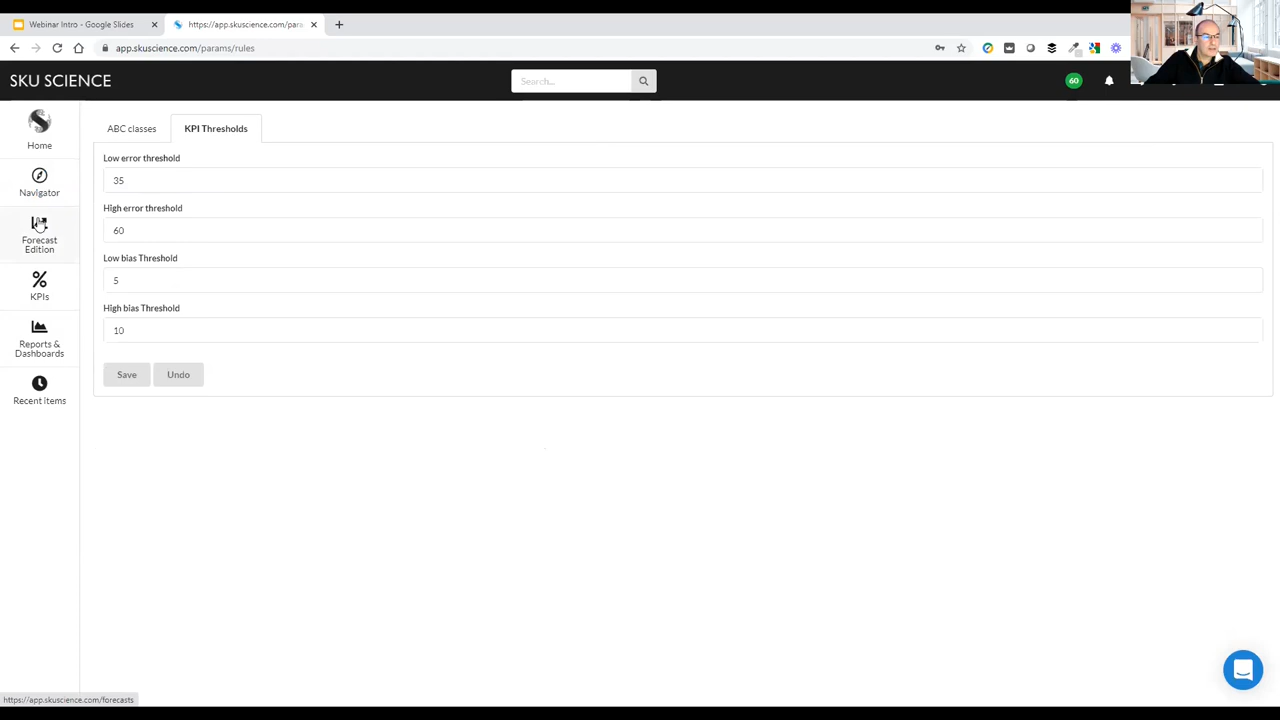 Webinar Intro - Google Slides
https://app.skuscience.com/para
app.skuscience.com/params/rules
SKU SCIENCE
Search...
60
Home
Navigator
Forecast
Edition
KPIs
Reports &
Dashboards
Recent items
ABC classes
KPI Thresholds
Low error threshold
35
High error threshold
60
Low bias Threshold
5
High bias Threshold
10
Save
Undo
https://app.skuscience.com/forecasts